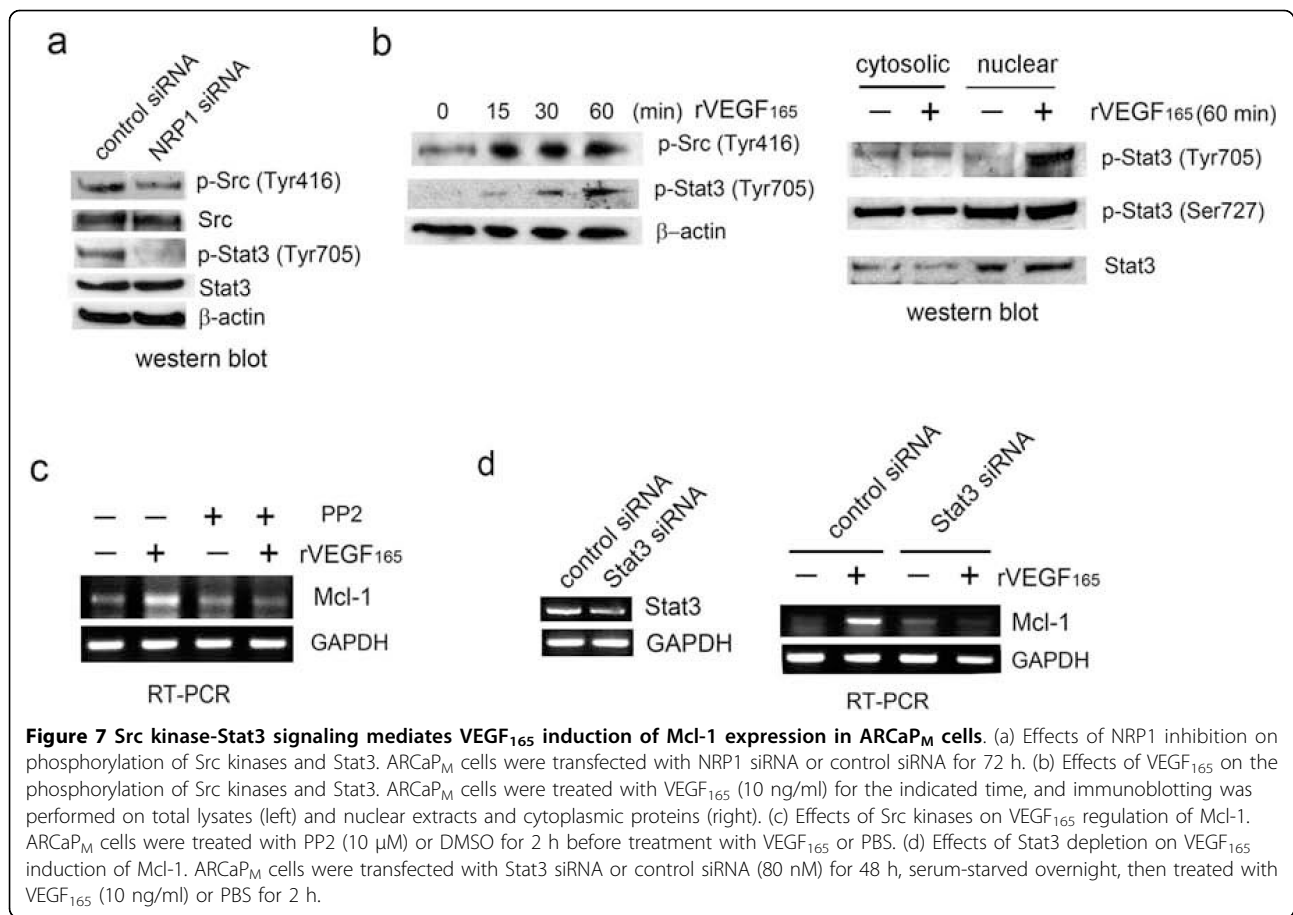 a
control siRNA
NRP1 siRNA
p-Src (Tyr416)
Src
p-Stat3 (Tyr705)
Stat3
β-actin
western blot
b
0 15 30 60 (min) rVEGF₁₆₅
p-Src (Tyr416)
p-Stat3 (Tyr705)
β–actin
cytosolic nuclear
— + — + rVEGF₁₆₅ (60 min)
p-Stat3 (Tyr705)
p-Stat3 (Ser727)
Stat3
western blot
c
— — + + PP2
— + — + rVEGF₁₆₅
Mcl-1
GAPDH
RT-PCR
d
control siRNA
Stat3 siRNA
Stat3
GAPDH
control siRNA
Stat3 siRNA
— + — + rVEGF₁₆₅
Mcl-1
GAPDH
RT-PCR
Figure 7 Src kinase-Stat3 signaling mediates VEGF₁₆₅ induction of Mcl-1 expression in ARCaP_M cells. (a) Effects of NRP1 inhibition on
phosphorylation of Src kinases and Stat3. ARCaP_M cells were transfected with NRP1 siRNA or control siRNA for 72 h. (b) Effects of VEGF₁₆₅ on the
phosphorylation of Src kinases and Stat3. ARCaP_M cells were treated with VEGF₁₆₅ (10 ng/ml) for the indicated time, and immunoblotting was
performed on total lysates (left) and nuclear extracts and cytoplasmic proteins (right). (c) Effects of Src kinases on VEGF₁₆₅ regulation of Mcl-1.
ARCaP_M cells were treated with PP2 (10 μM) or DMSO for 2 h before treatment with VEGF₁₆₅ or PBS. (d) Effects of Stat3 depletion on VEGF₁₆₅
induction of Mcl-1. ARCaP_M cells were transfected with Stat3 siRNA or control siRNA (80 nM) for 48 h, serum-starved overnight, then treated with
VEGF₁₆₅ (10 ng/ml) or PBS for 2 h.